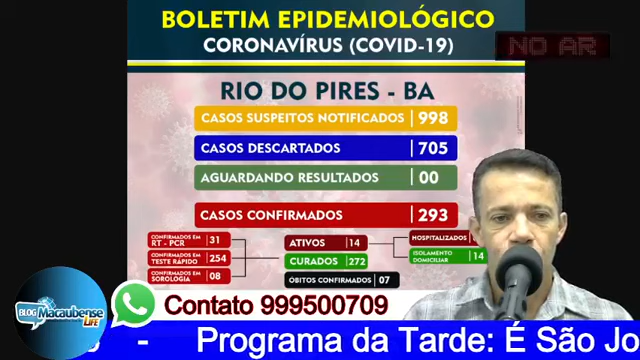 BOLETIM EPIDEMIOLÓGICO
CORONAVÍRUS (COVID-19)
NO AR
RIO DO PIRES - BA
CASOS SUSPEITOS NOTIFICADOS 998
CASOS DESCARTADOS 705
AGUARDANDO RESULTADOS 00
CASOS CONFIRMADOS 293
CONFIRMADOS EM
RT - PCR 31
CONFIRMADOS EM
TESTE RÁPIDO 254
CONFIRMADOS EM
SOROLOGIA 08
ATIVOS 14
CURADOS 272
ÓBITOS CONFIRMADOS 07
HOSPITALIZADOS
ISOLAMENTO
DOMICILIAR 14
BLOG
Macaubense
LIFE
Contato 999500709
- Programa da Tarde: É São Jo